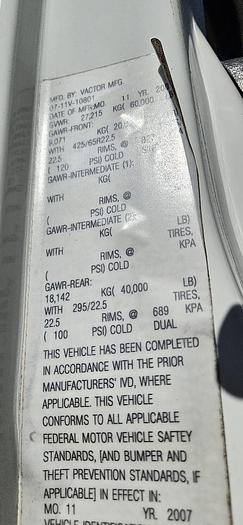 MFD. BY: VACTOR MFG.
07-11V-10801
DATE OF MFR:MO. 11 YR. 20
GVWR: 27,215 KG( 60,000
GAWR-FRONT:
9,071 KG( 20,
WITH 425/65R22.5
22.5 RIMS, @
( 120 PSI) COLD
GAWR-INTERMEDIATE (1):
KG(
WITH
RIMS, @
( PSI) COLD
GAWR-INTERMEDIATE (2):
KG( LB)
WITH TIRES,
RIMS, @ KPA
( PSI) COLD
GAWR-REAR:
18,142 KG( 40,000 LB)
WITH 295/22.5 TIRES,
22.5 RIMS, @ 689 KPA
( 100 PSI) COLD DUAL
THIS VEHICLE HAS BEEN COMPLETED
IN ACCORDANCE WITH THE PRIOR
MANUFACTURERS' IVD, WHERE
APPLICABLE. THIS VEHICLE
CONFORMS TO ALL APPLICABLE
FEDERAL MOTOR VEHICLE SAFTEY
STANDARDS, [AND BUMPER AND
THEFT PREVENTION STANDARDS, IF
APPLICABLE] IN EFFECT IN:
MO. 11 YR. 2007